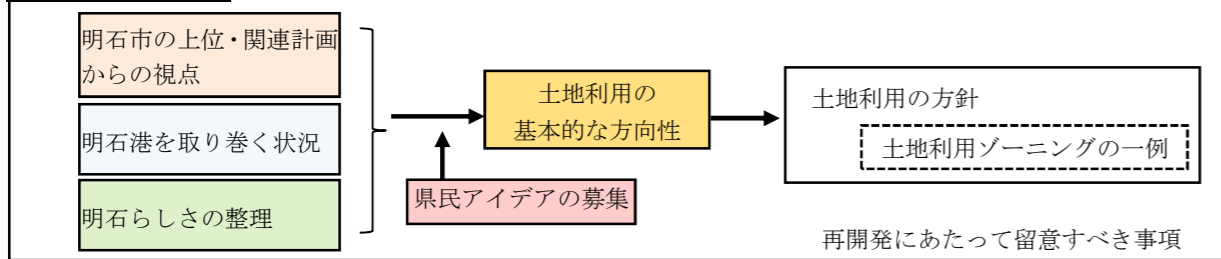 明石市の上位・関連計画
からの視点
明石港を取り巻く状況
明石らしさの整理
県民アイデアの募集
土地利用の
基本的な方向性
土地利用の方針
土地利用ゾーニングの一例
再開発にあたって留意すべき事項